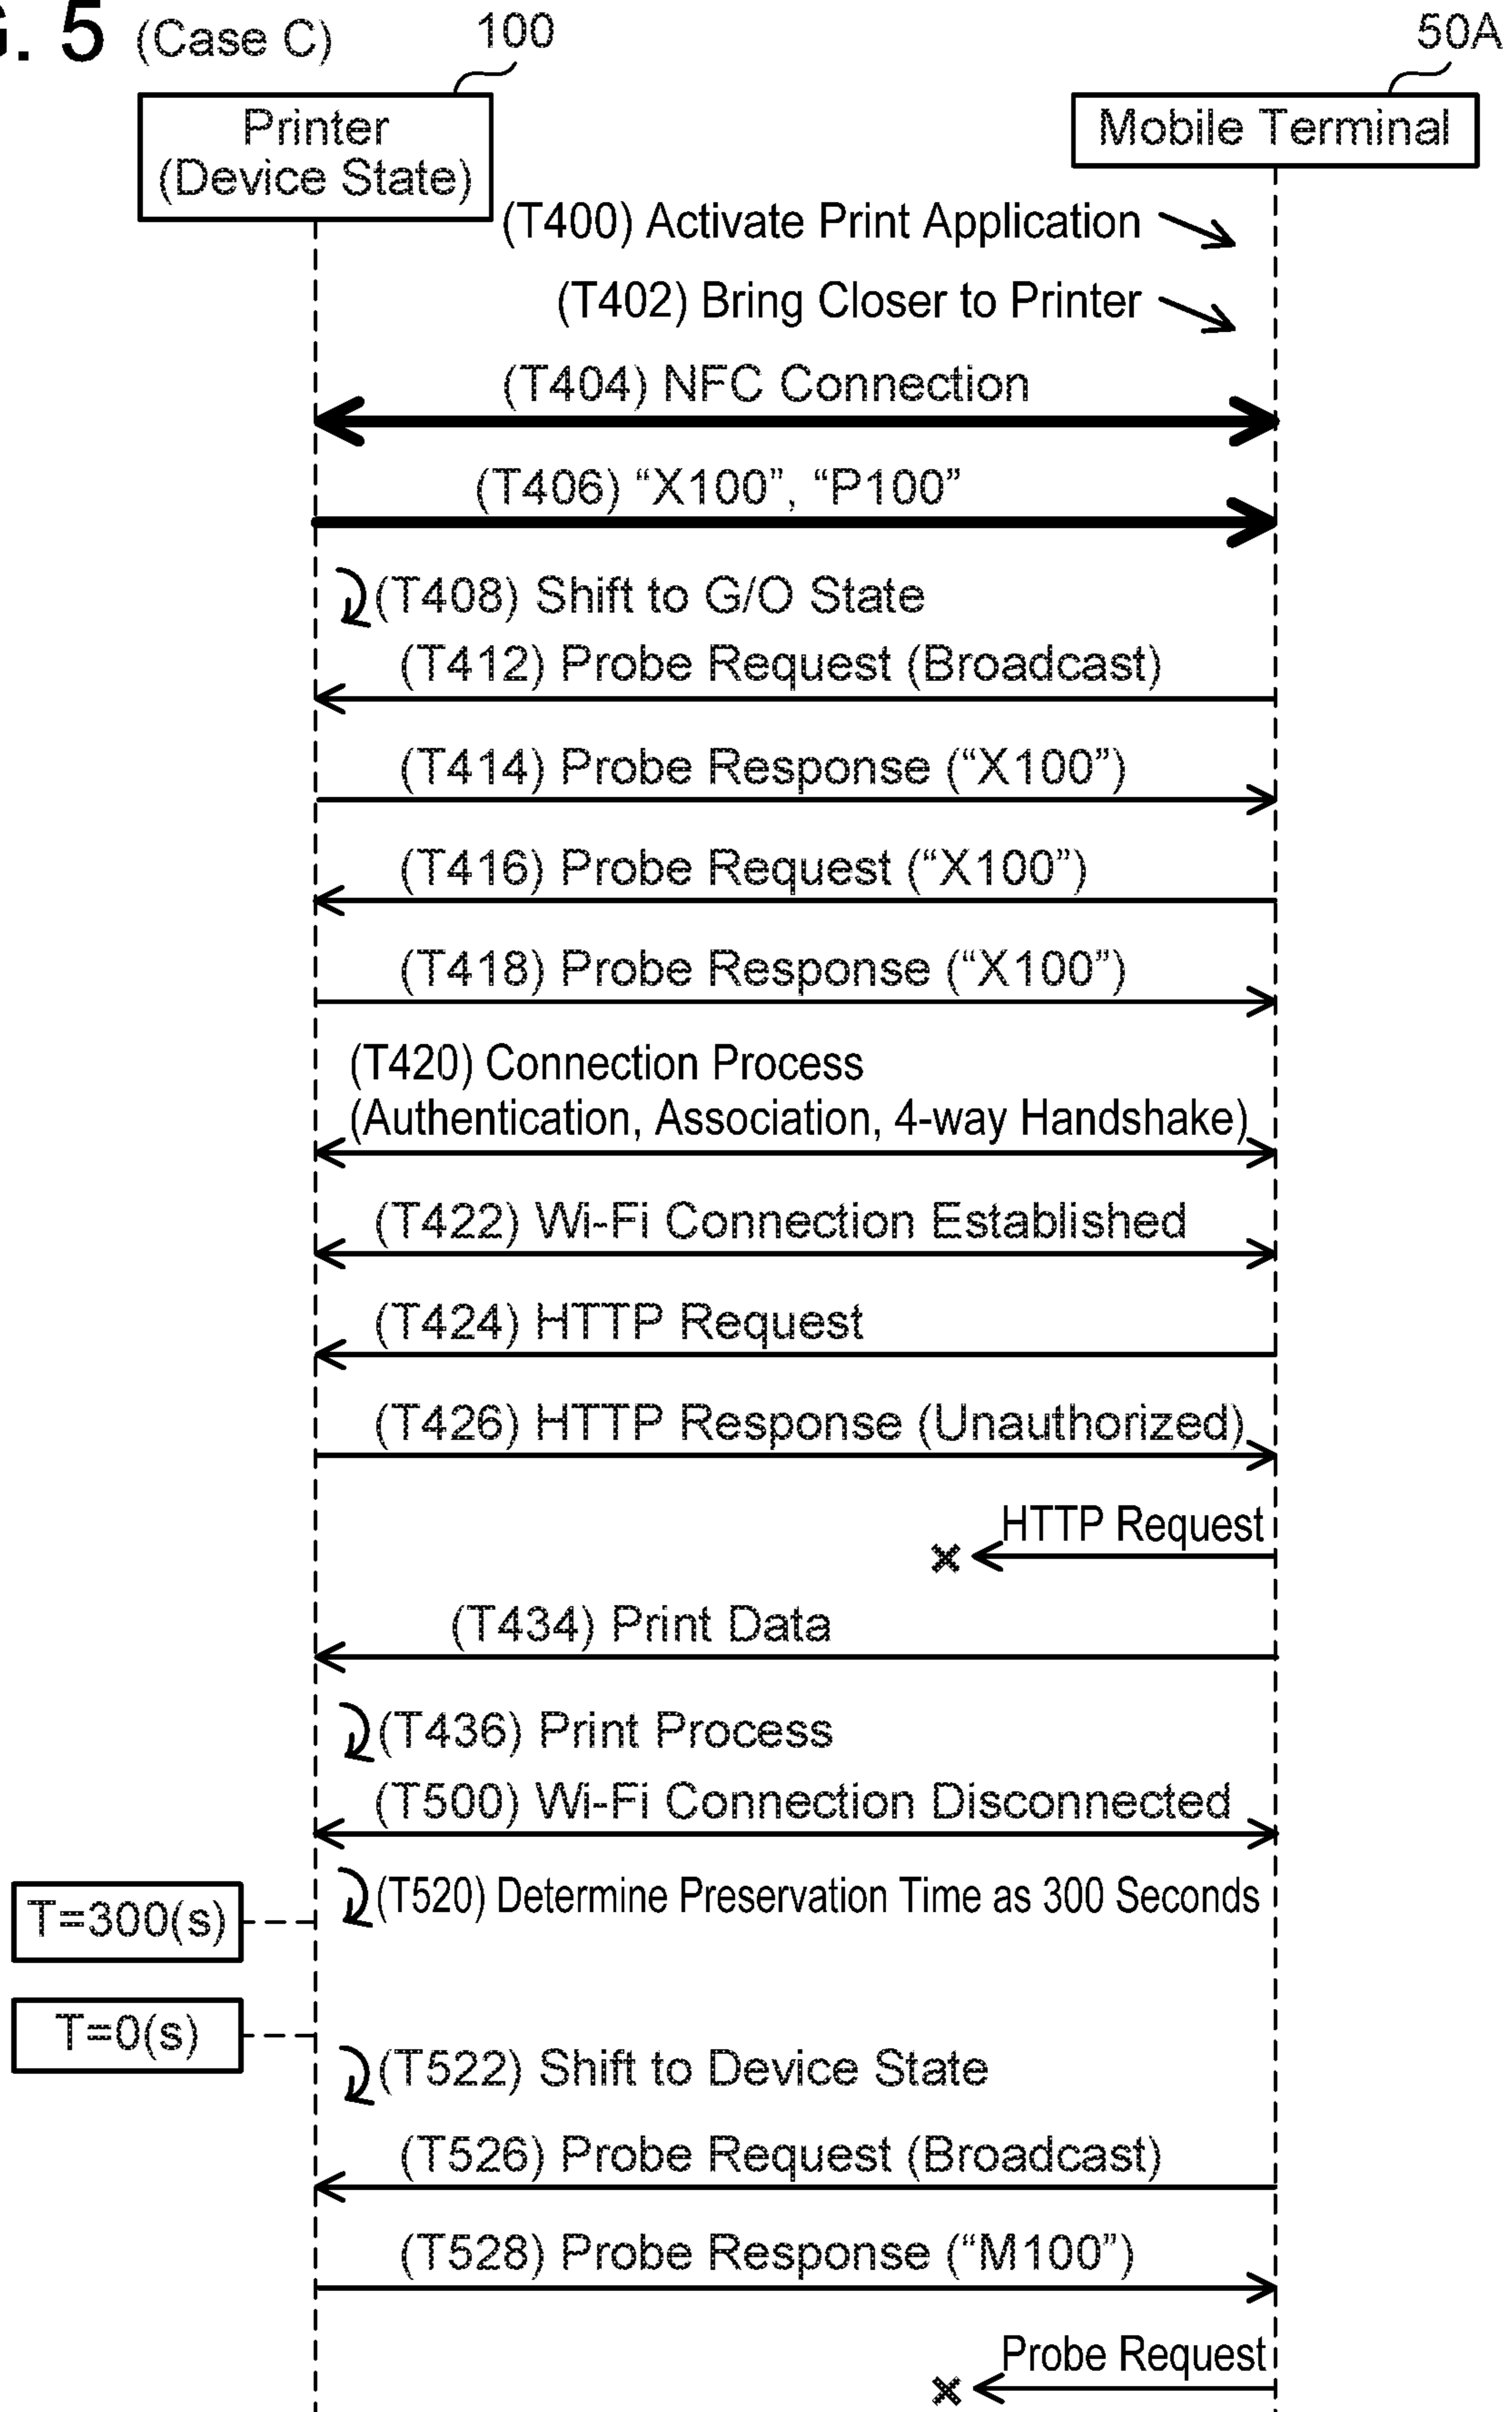 G. 5 (Case C)
100
50A
Printer
(Device State)
Mobile Terminal
(T400) Activate Print Application
(T402) Bring Closer to Printer
(T404) NFC Connection
(T406) “X100”, “P100”
(T408) Shift to G/O State
(T412) Probe Request (Broadcast)
(T414) Probe Response (“X100”)
(T416) Probe Request (“X100”)
(T418) Probe Response (“X100”)
(T420) Connection Process
(Authentication, Association, 4-way Handshake)
(T422) Wi-Fi Connection Established
(T424) HTTP Request
(T426) HTTP Response (Unauthorized)
HTTP Request
(T434) Print Data
(T436) Print Process
(T500) Wi-Fi Connection Disconnected
(T520) Determine Preservation Time as 300 Seconds
T=300(s)
T=0(s)
(T522) Shift to Device State
(T526) Probe Request (Broadcast)
(T528) Probe Response (“M100”)
Probe Request